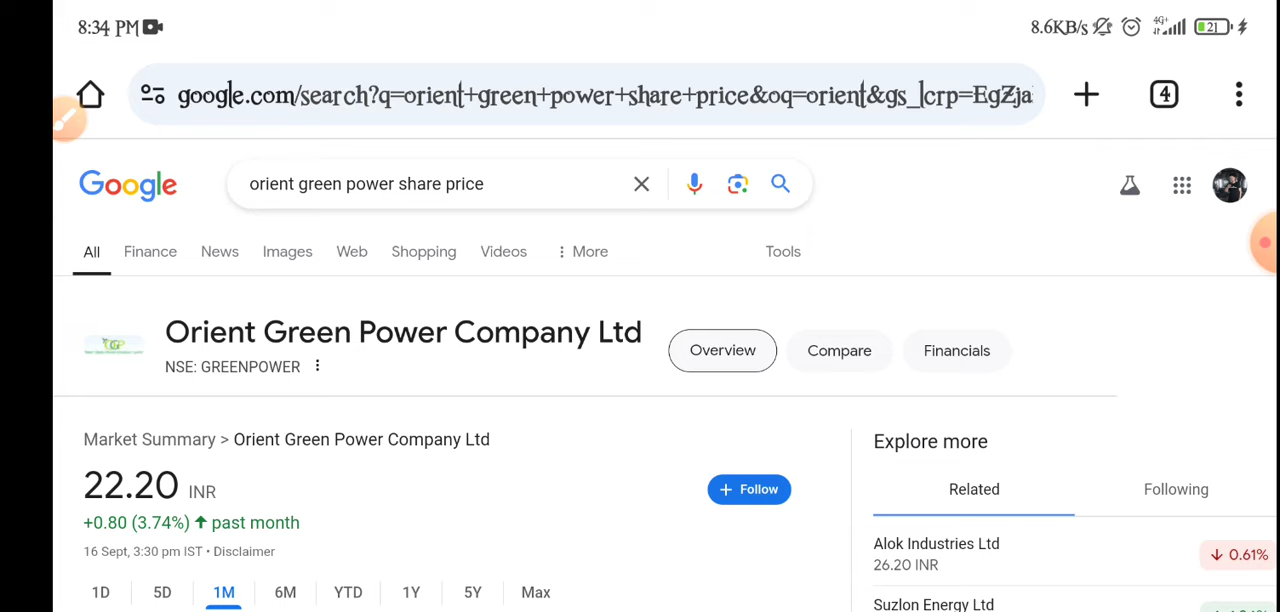 8:34 PM
8.6KB/s 4G+ 21
google.com/search?q=orient+green+power+share+price&oq=orient&gs_lcrp=EgZja
4
Google
orient green power share price
All Finance News Images Web Shopping Videos More Tools
Orient Green Power Company Ltd
NSE: GREENPOWER
Overview Compare Financials
Market Summary > Orient Green Power Company Ltd
22.20 INR
+ Follow
+0.80 (3.74%) ↑ past month
16 Sept, 3:30 pm IST • Disclaimer
1D 5D 1M 6M YTD 1Y 5Y Max
Explore more
Related Following
Alok Industries Ltd
26.20 INR
↓ 0.61%
Suzlon Energy Ltd